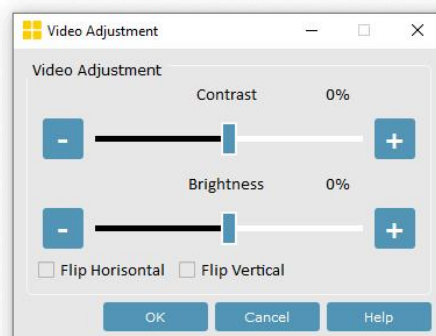 Video Adjustment
Video Adjustment
Contrast 0%
- +
Brightness 0%
- +
Flip Horisontal Flip Vertical
OK Cancel Help